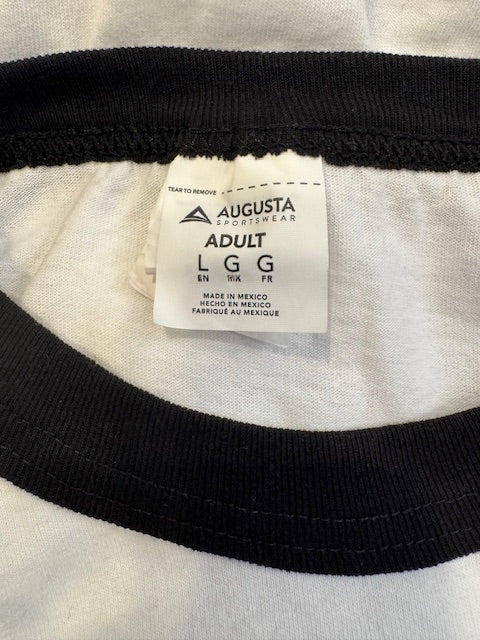 TEAR TO REMOVE
AUGUSTA
SPORTSWEAR
ADULT
L G G
EN MX FR
MADE IN MEXICO
HECHO EN MEXICO
FABRIQUÉ AU MEXIQUE